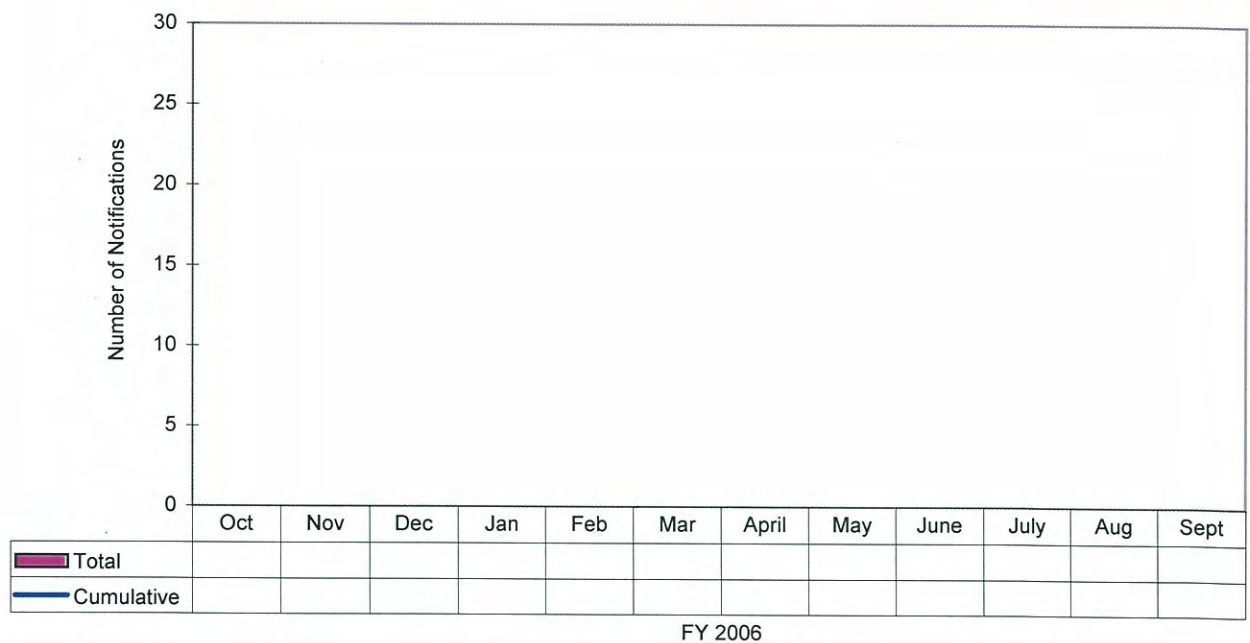 30
25
20
15
10
5
0
Number of Notifications
Oct Nov Dec Jan Feb Mar April May June July Aug Sept
Total
Cumulative
FY 2006